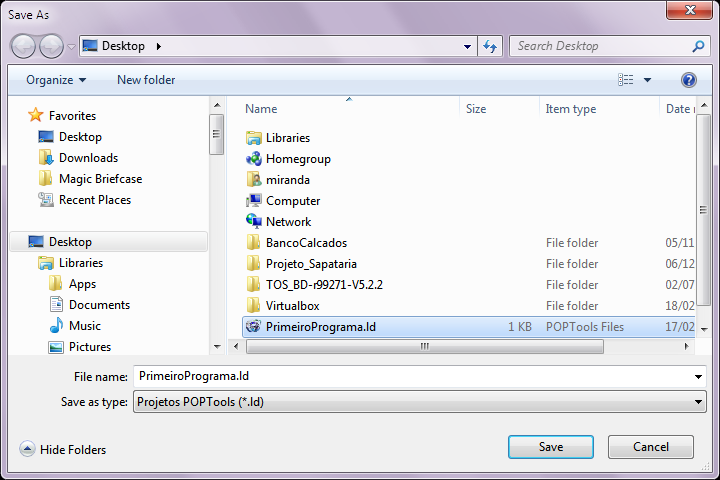 Save As
Desktop
Search Desktop
Organize New folder
Favorites
Desktop
Downloads
Magic Briefcase
Recent Places
Desktop
Libraries
Apps
Documents
Music
Pictures
Name Size Item type Date
Libraries
Homegroup
miranda
Computer
Network
BancoCalcados File folder 05/11
Projeto_Sapataria File folder 06/12
TOS_BD-r99271-V5.2.2 File folder 02/07
Virtualbox File folder 18/02
PrimeiroPrograma.ld 1 KB POPTools Files 17/02
File name: PrimeiroPrograma.ld
Save as type: Projetos POPTools (*.ld)
Hide Folders Save Cancel